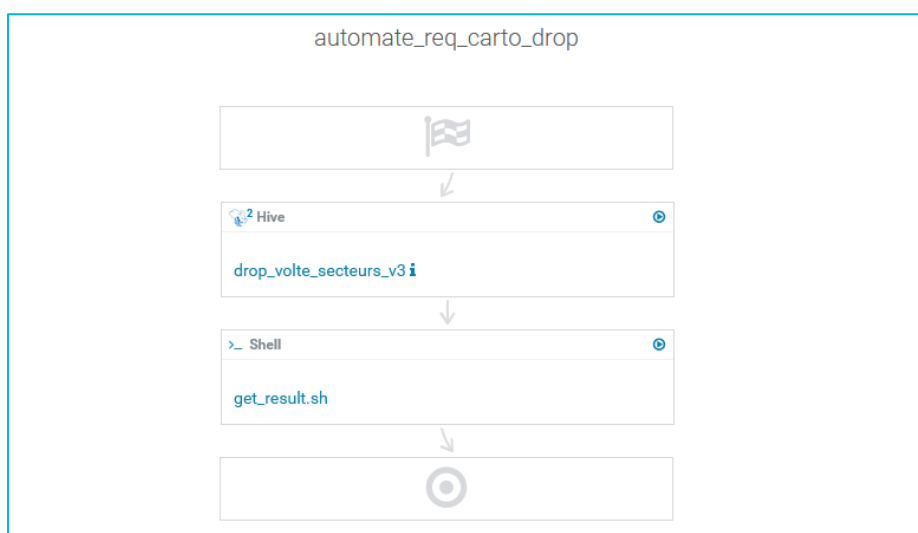 automate_req_carto_drop
2 Hive
drop_volte_secteurs_v3 i
>_ Shell
get_result.sh